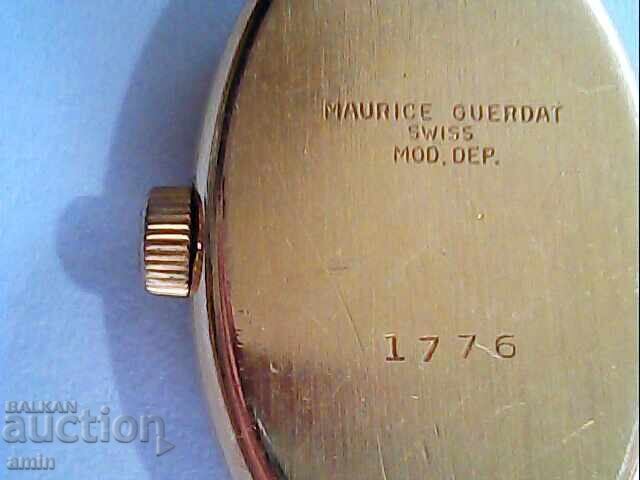 MAURICE GUERDAT
SWISS
MOD. DEP.
1776
BALKAN
auction
amin